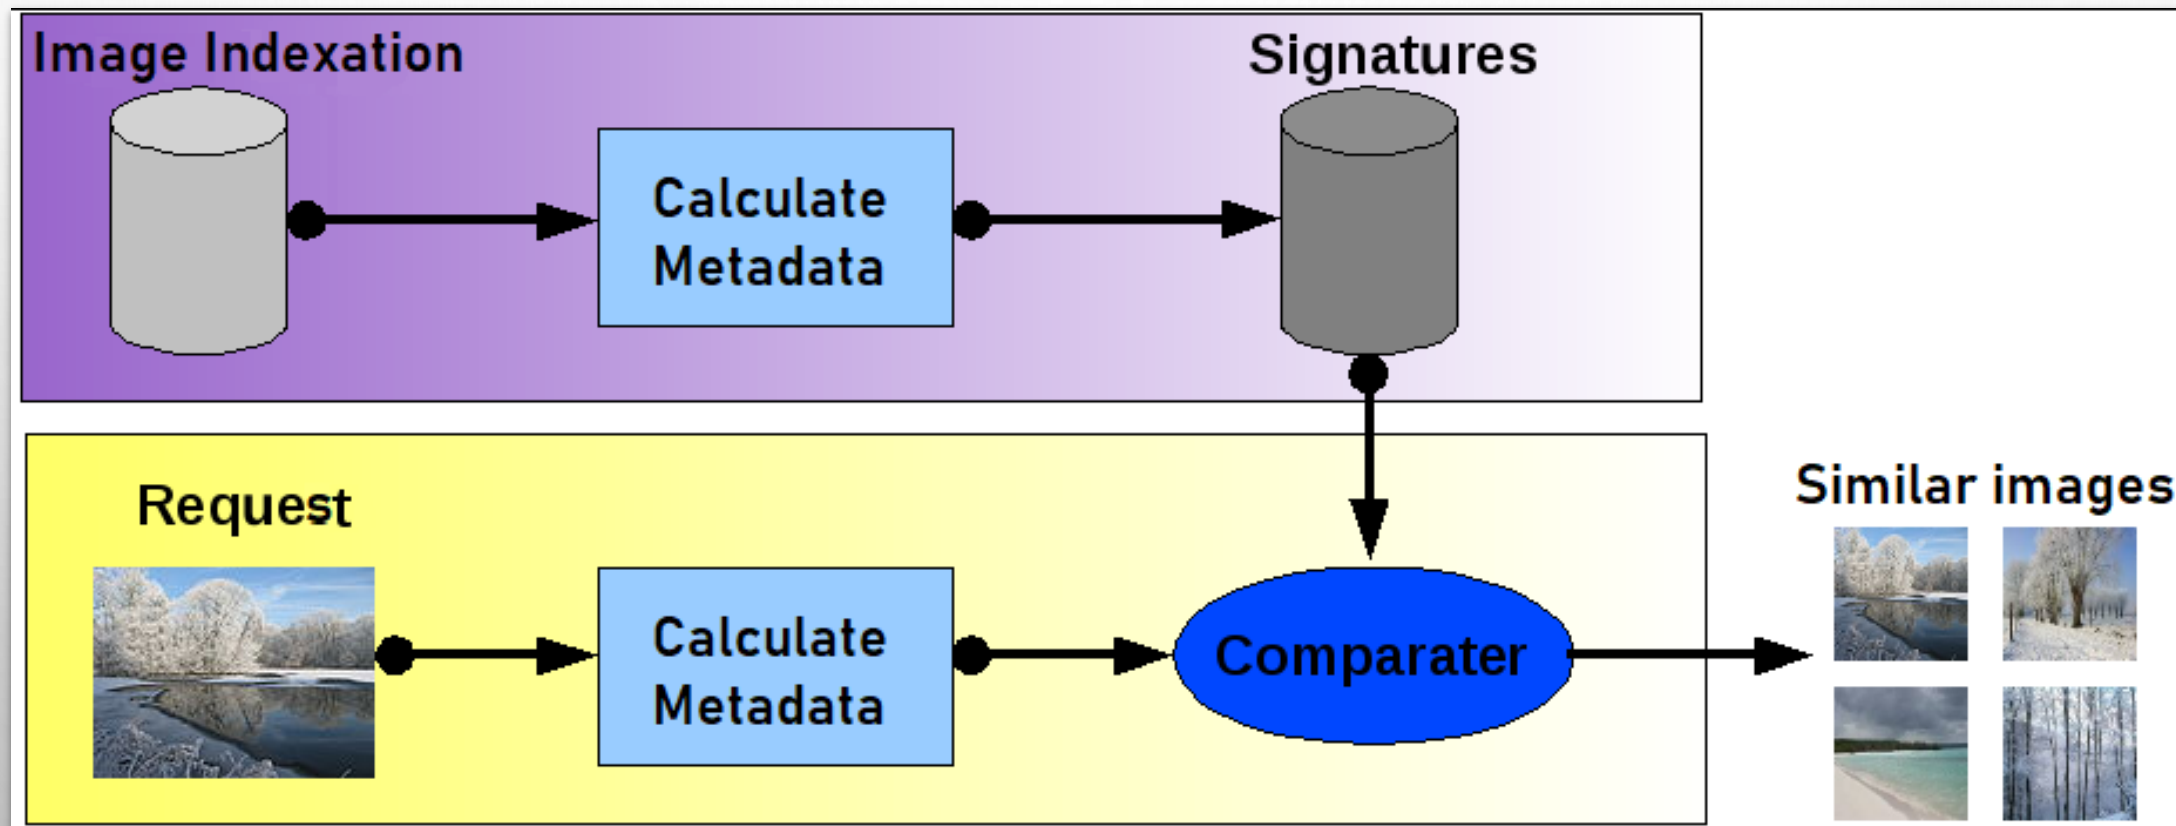 Image Indexation
Signatures
Calculate
Metadata
Request
Similar images
Calculate
Metadata
Comparater